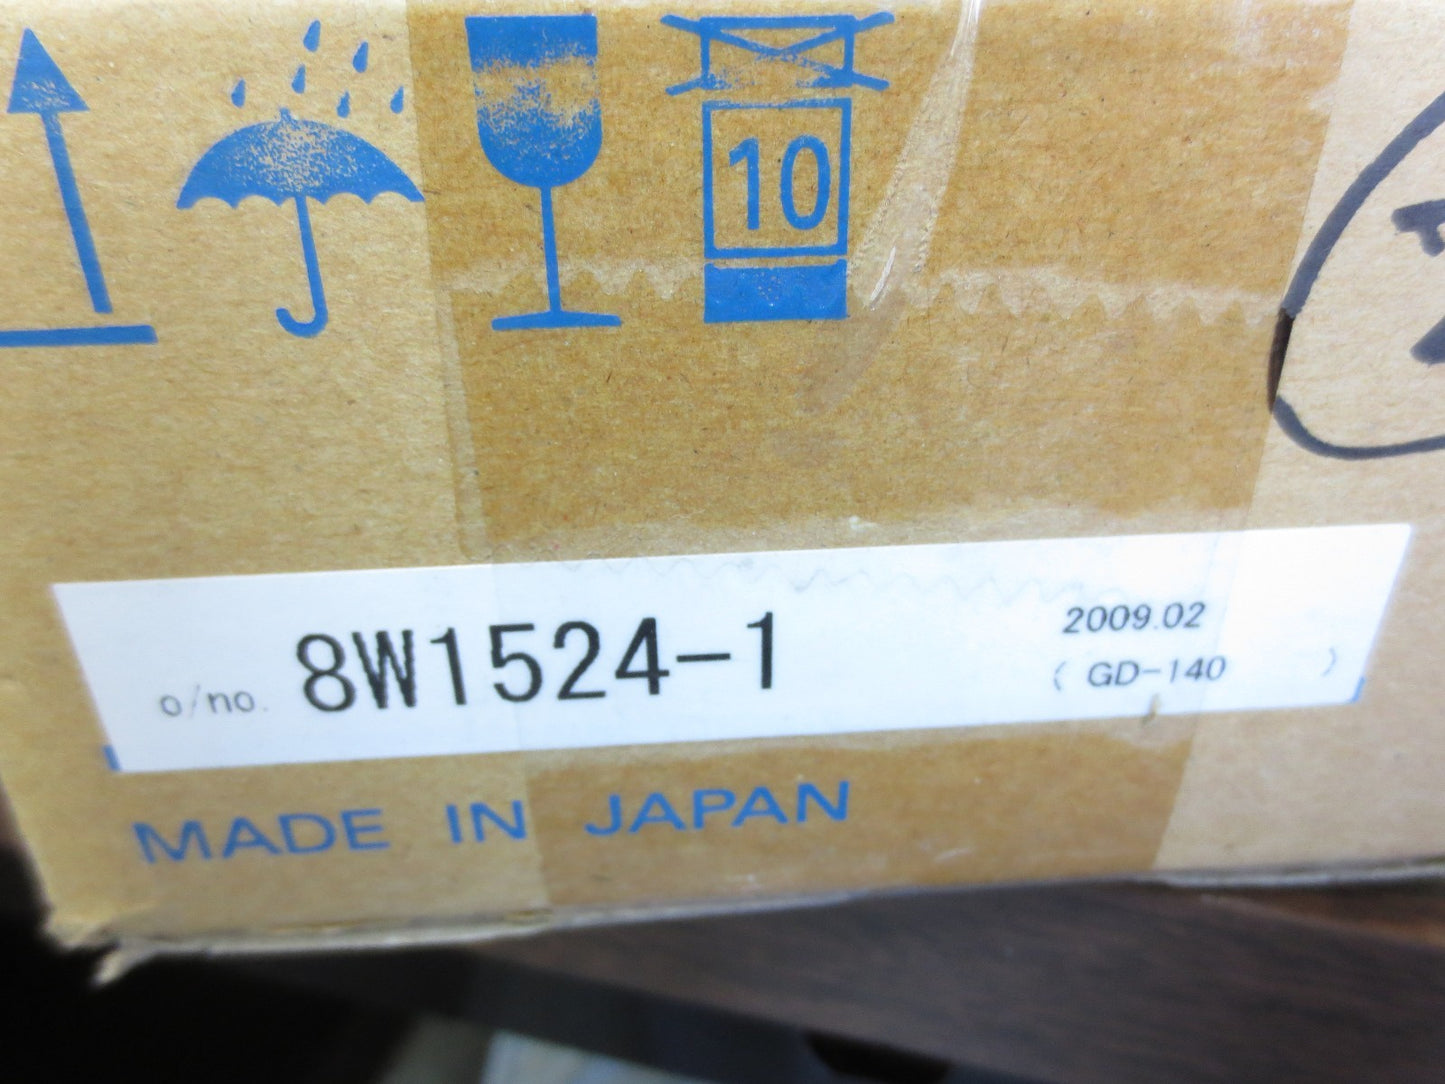 10
o/no. 8W1524-1
2009.02
( GD-140 )
MADE IN JAPAN